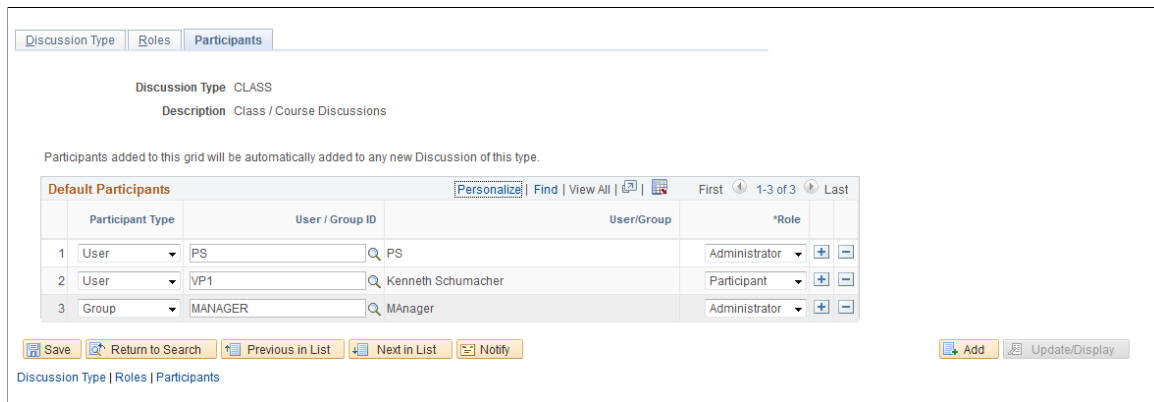 Discussion Type Roles Participants
Discussion Type CLASS
Description Class / Course Discussions
Participants added to this grid will be automatically added to any new Discussion of this type.
Default Participants Personalize | Find | View All | | First 1-3 of 3 Last
Participant Type User / Group ID User/Group *Role
1 User PS PS Administrator + −
2 User VP1 Kenneth Schumacher Participant + −
3 Group MANAGER MAnager Administrator + −
Save Return to Search Previous in List Next in List Notify Add Update/Display
Discussion Type | Roles | Participants